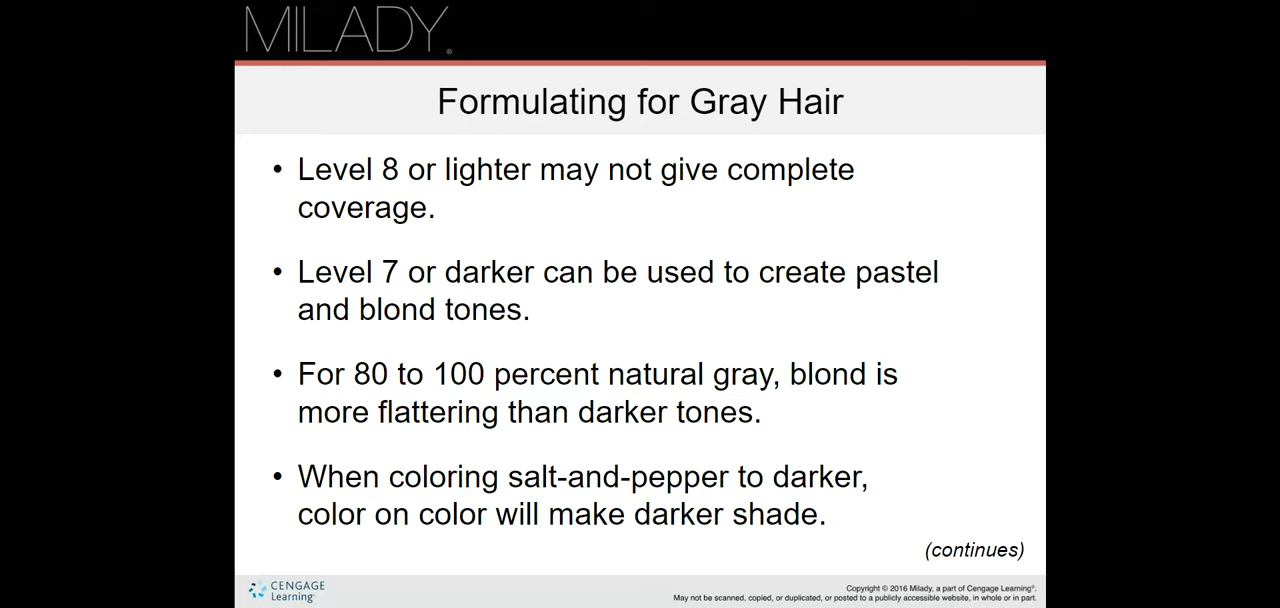 MILADY®
Formulating for Gray Hair
• Level 8 or lighter may not give complete
coverage.
• Level 7 or darker can be used to create pastel
and blond tones.
• For 80 to 100 percent natural gray, blond is
more flattering than darker tones.
• When coloring salt-and-pepper to darker,
color on color will make darker shade.
(continues)
CENGAGE
Learning™
Copyright © 2016 Milady, a part of Cengage Learning®.
May not be scanned, copied, or duplicated, or posted to a publicly accessible website, in whole or in part.